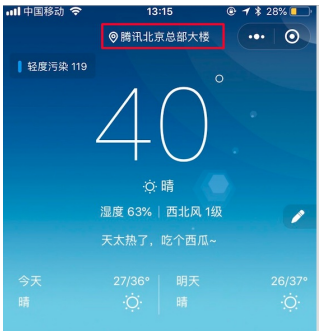 中国移动 13:15 28%
腾讯北京总部大楼
轻度污染 119
40
晴
湿度 63% 西北风 1级
天太热了，吃个西瓜~
今天 27/36° 明天 26/37°
晴 晴